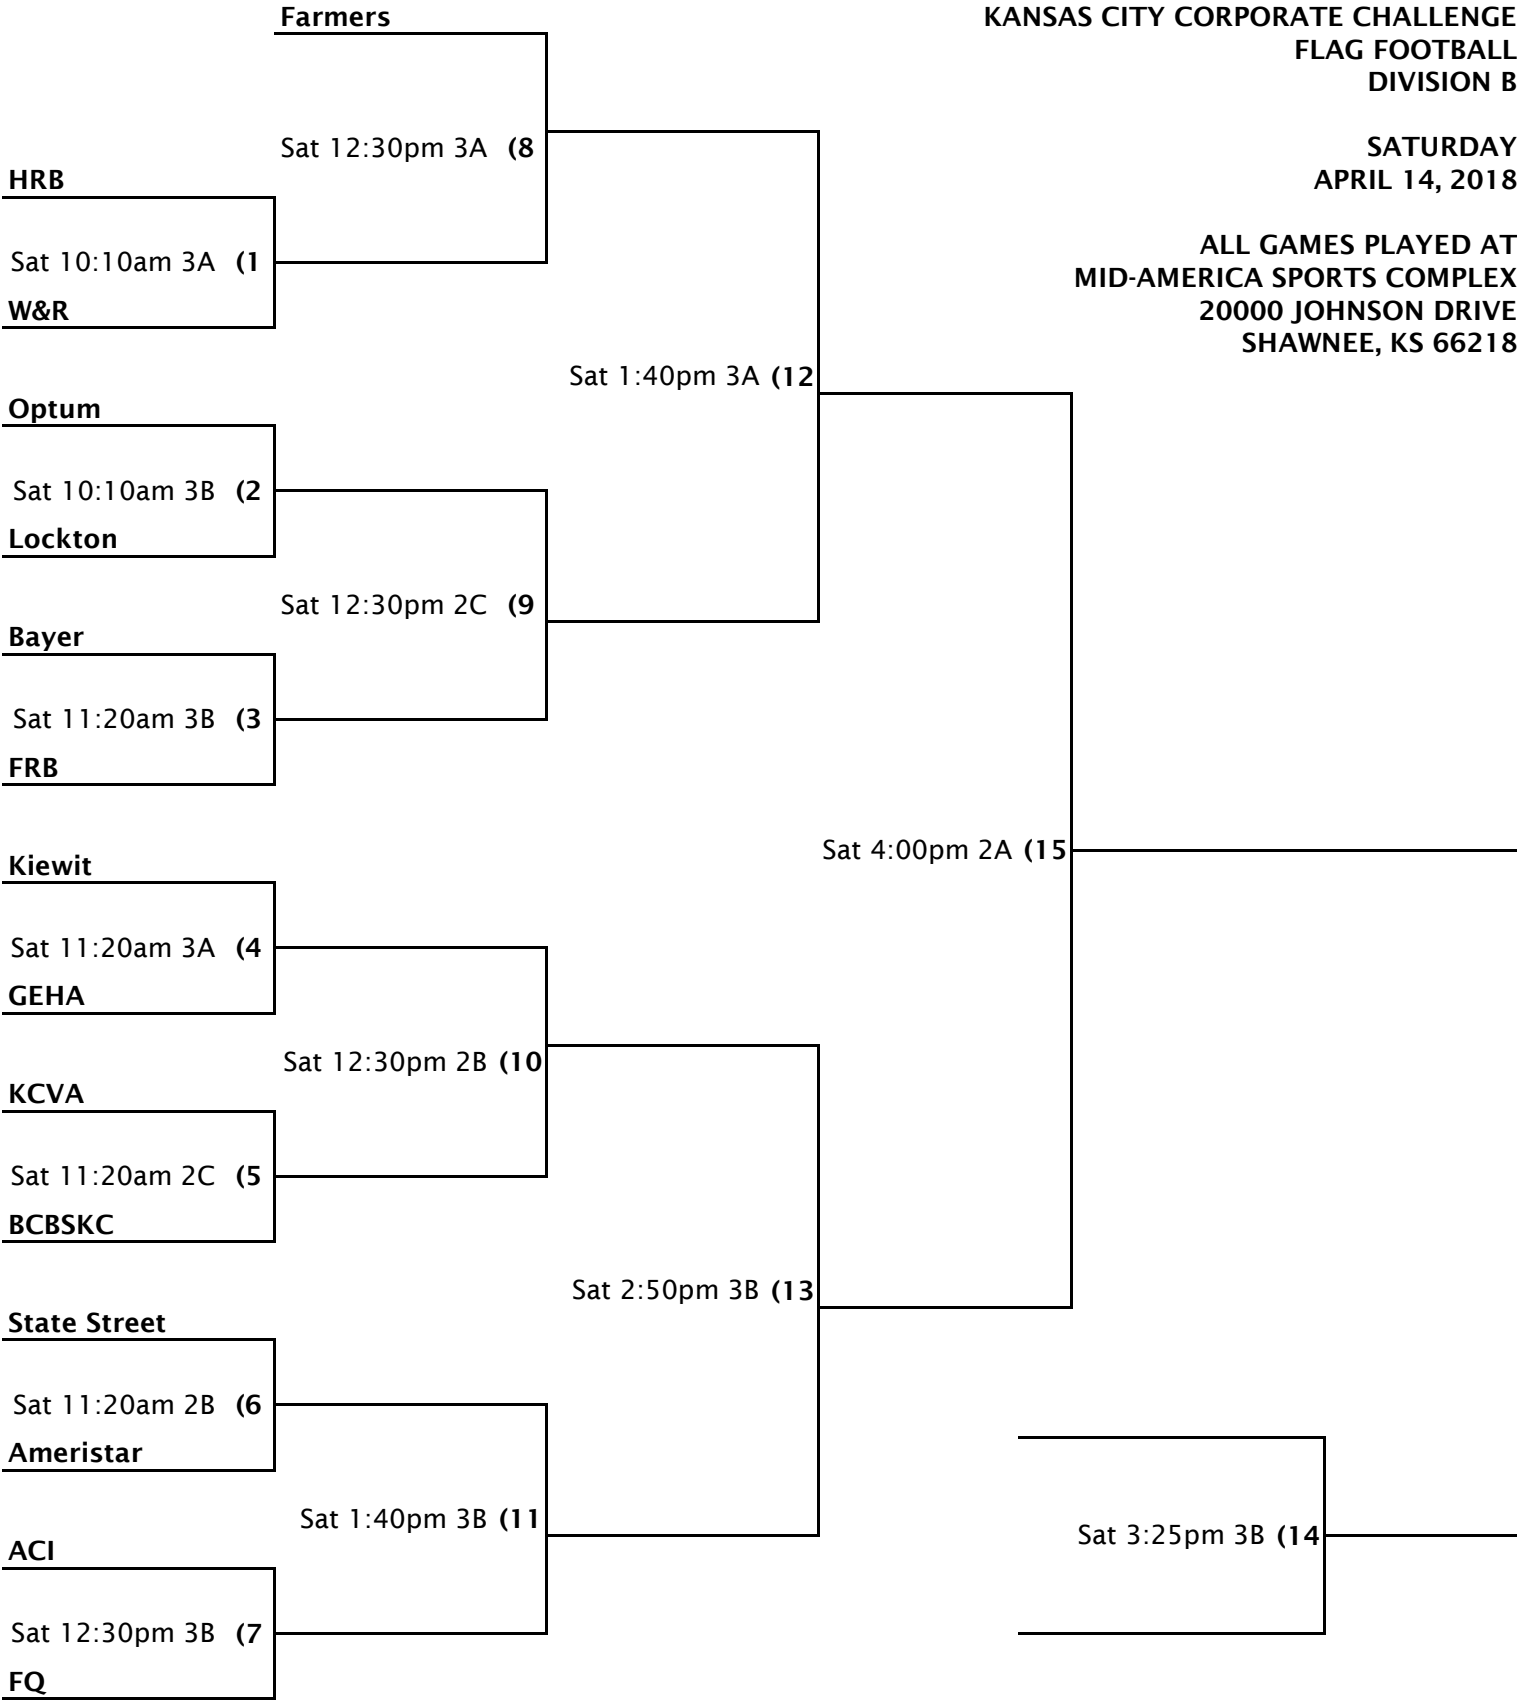 Farmers
KANSAS CITY CORPORATE CHALLENGE
FLAG FOOTBALL
DIVISION B
SATURDAY
APRIL 14, 2018
ALL GAMES PLAYED AT
MID-AMERICA SPORTS COMPLEX
20000 JOHNSON DRIVE
SHAWNEE, KS 66218
Sat 12:30pm 3A (8
HRB
Sat 10:10am 3A (1
W&R
Sat 1:40pm 3A (12
Optum
Sat 10:10am 3B (2
Lockton
Sat 12:30pm 2C (9
Bayer
Sat 11:20am 3B (3
FRB
Sat 4:00pm 2A (15
Kiewit
Sat 11:20am 3A (4
GEHA
Sat 12:30pm 2B (10
KCVA
Sat 11:20am 2C (5
BCBSKC
Sat 2:50pm 3B (13
State Street
Sat 11:20am 2B (6
Ameristar
Sat 1:40pm 3B (11
Sat 3:25pm 3B (14
ACI
Sat 12:30pm 3B (7
FQ